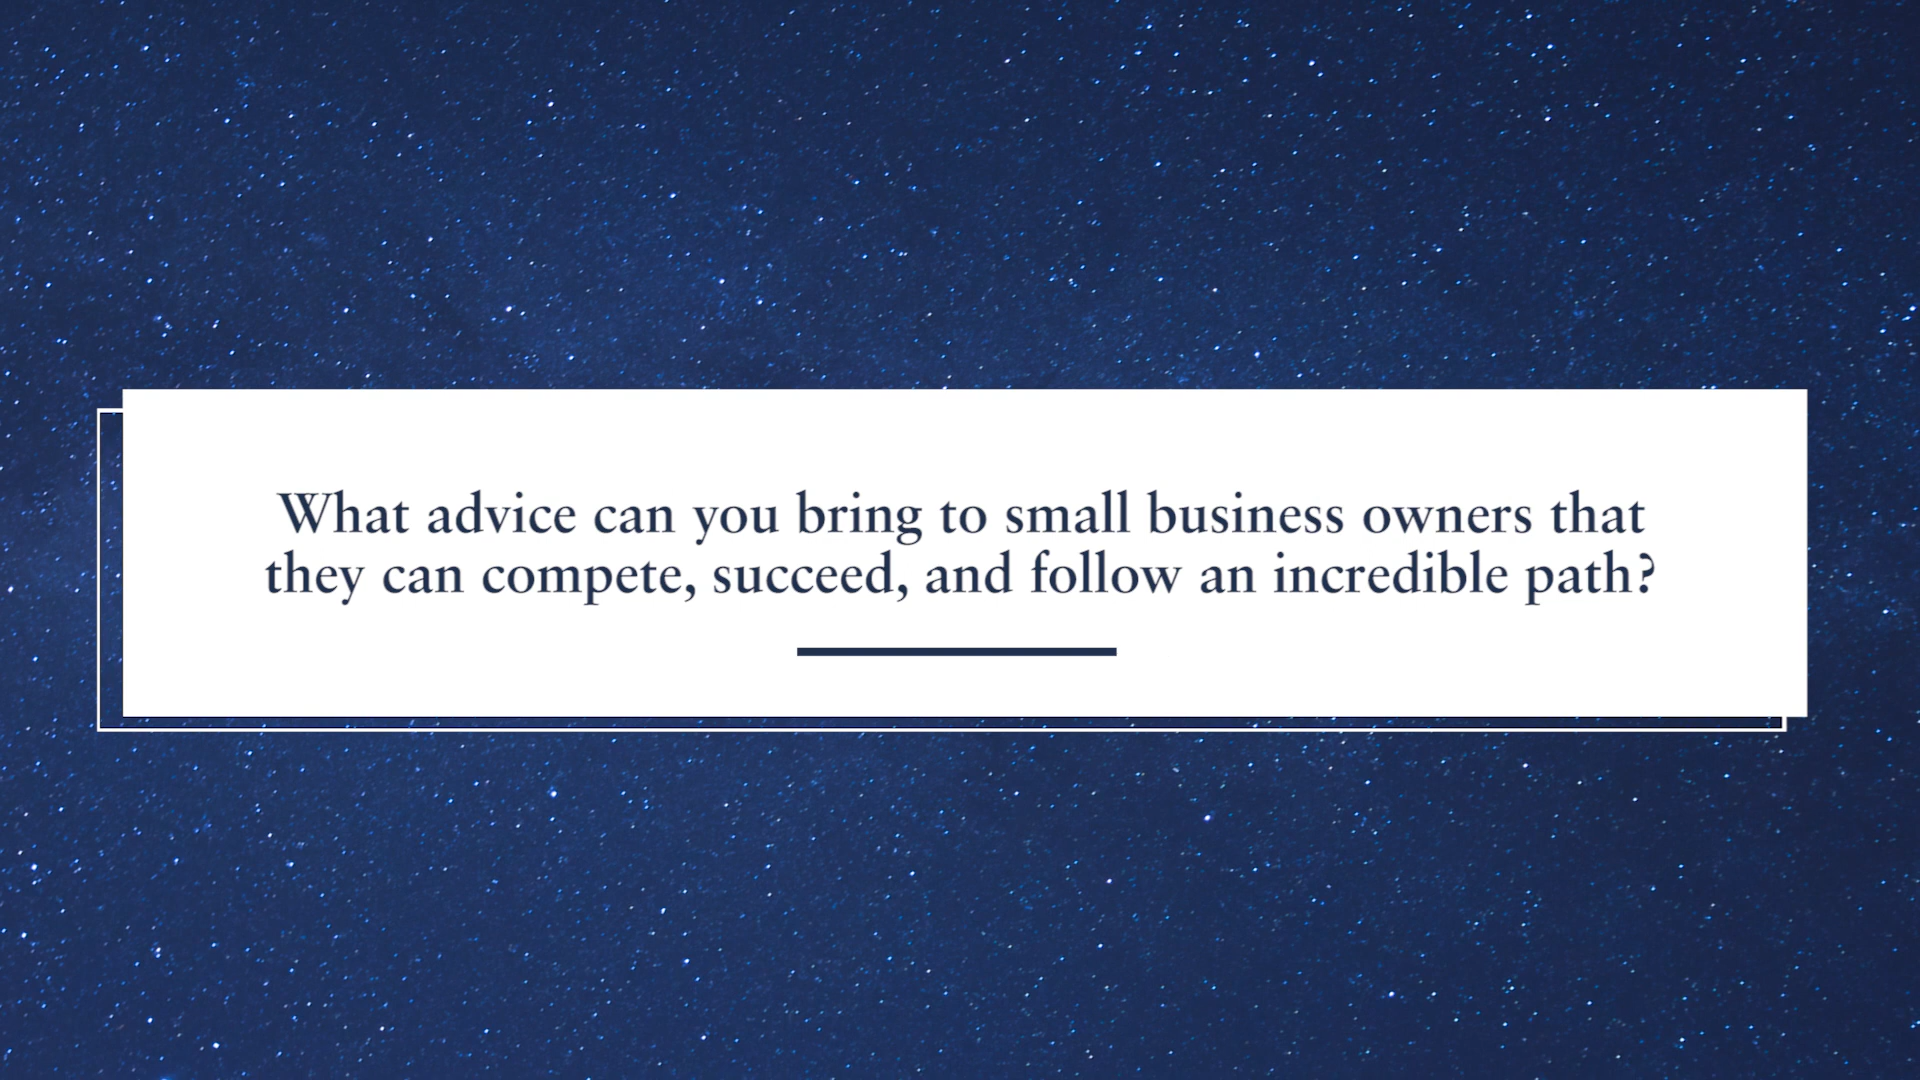 What advice can you bring to small business owners that
they can compete, succeed, and follow an incredible path?